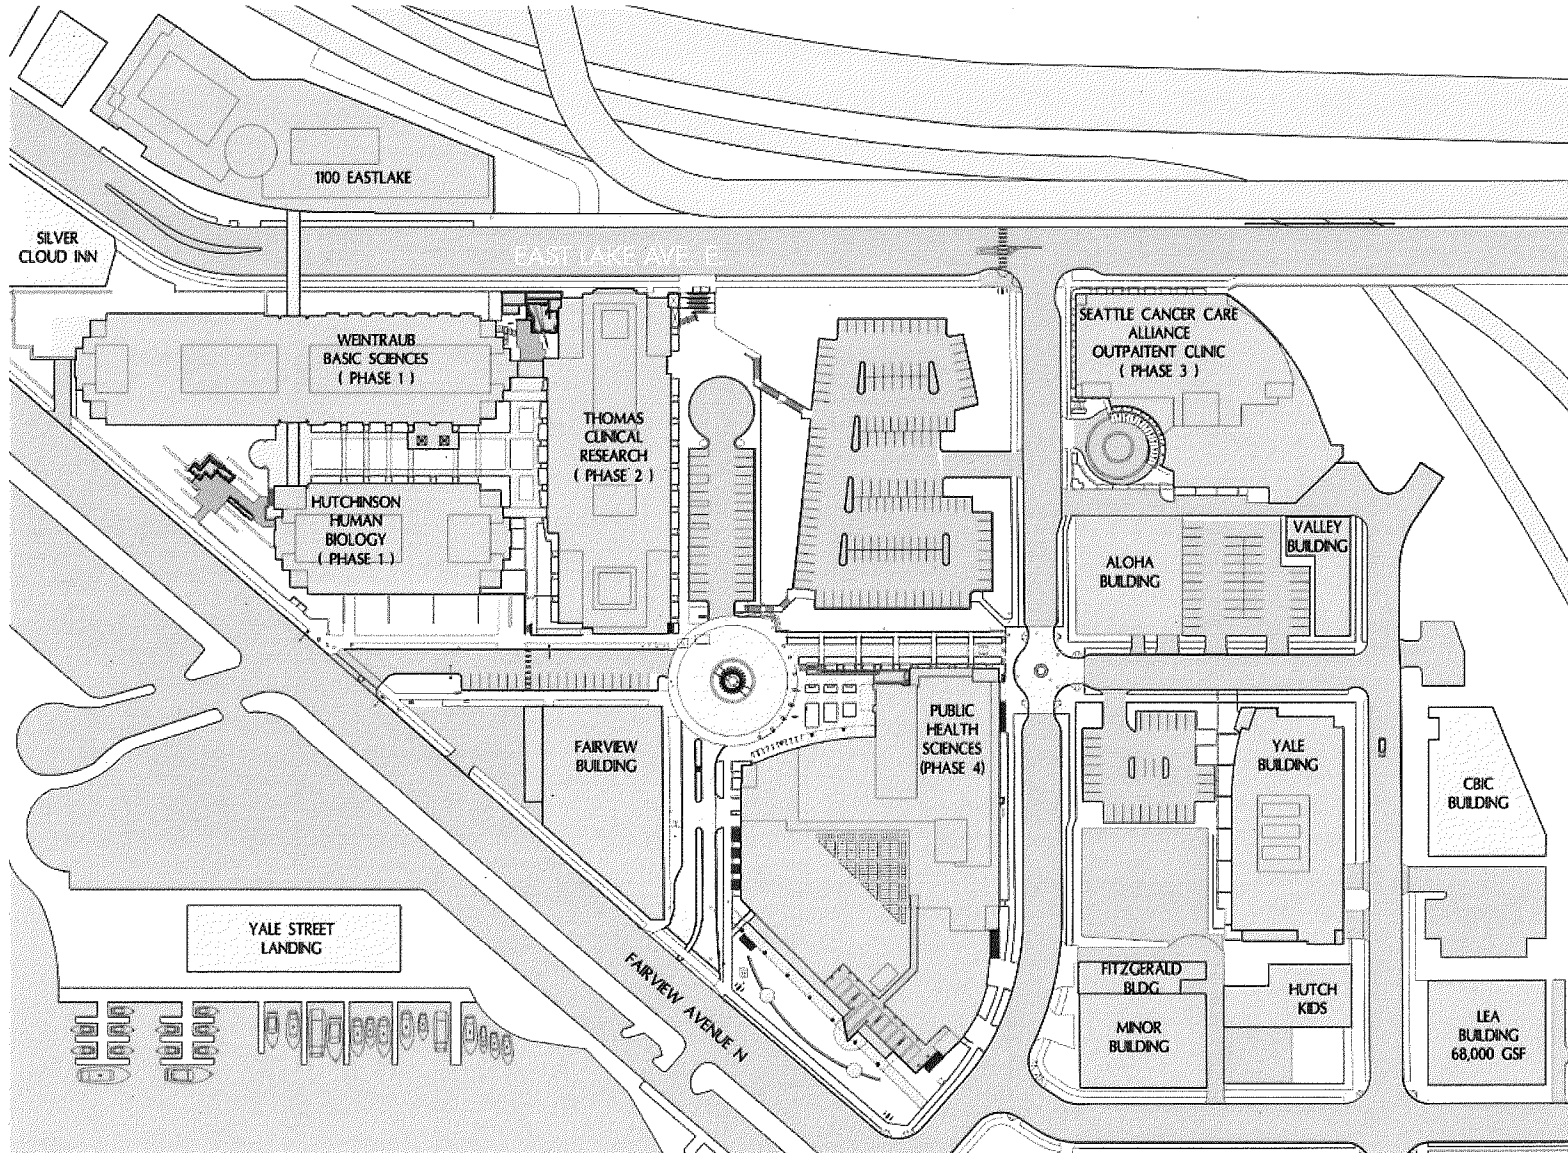 1100 EASTLAKE
SILVER
CLOUD INN
EASTLAKE AVE. E.
WEINTRAUB
BASIC SCIENCES
( PHASE 1 )
SEATTLE CANCER CARE
ALLIANCE
OUTPAITENT CLINIC
( PHASE 3 )
THOMAS
CLINICAL
RESEARCH
( PHASE 2 )
HUTCHINSON
HUMAN
BIOLOGY
( PHASE 1 )
VALLEY
BUILDING
ALOHA
BUILDING
FAIRVIEW
BUILDING
PUBLIC
HEALTH
SCIENCES
(PHASE 4)
YALE
BUILDING
CBIC
BUILDING
YALE STREET
LANDING
FAIRVIEW AVENUE N
FITZGERALD
BLDG
HUTCH
KIDS
MINOR
BUILDING
LEA
BUILDING
68,000 GSF